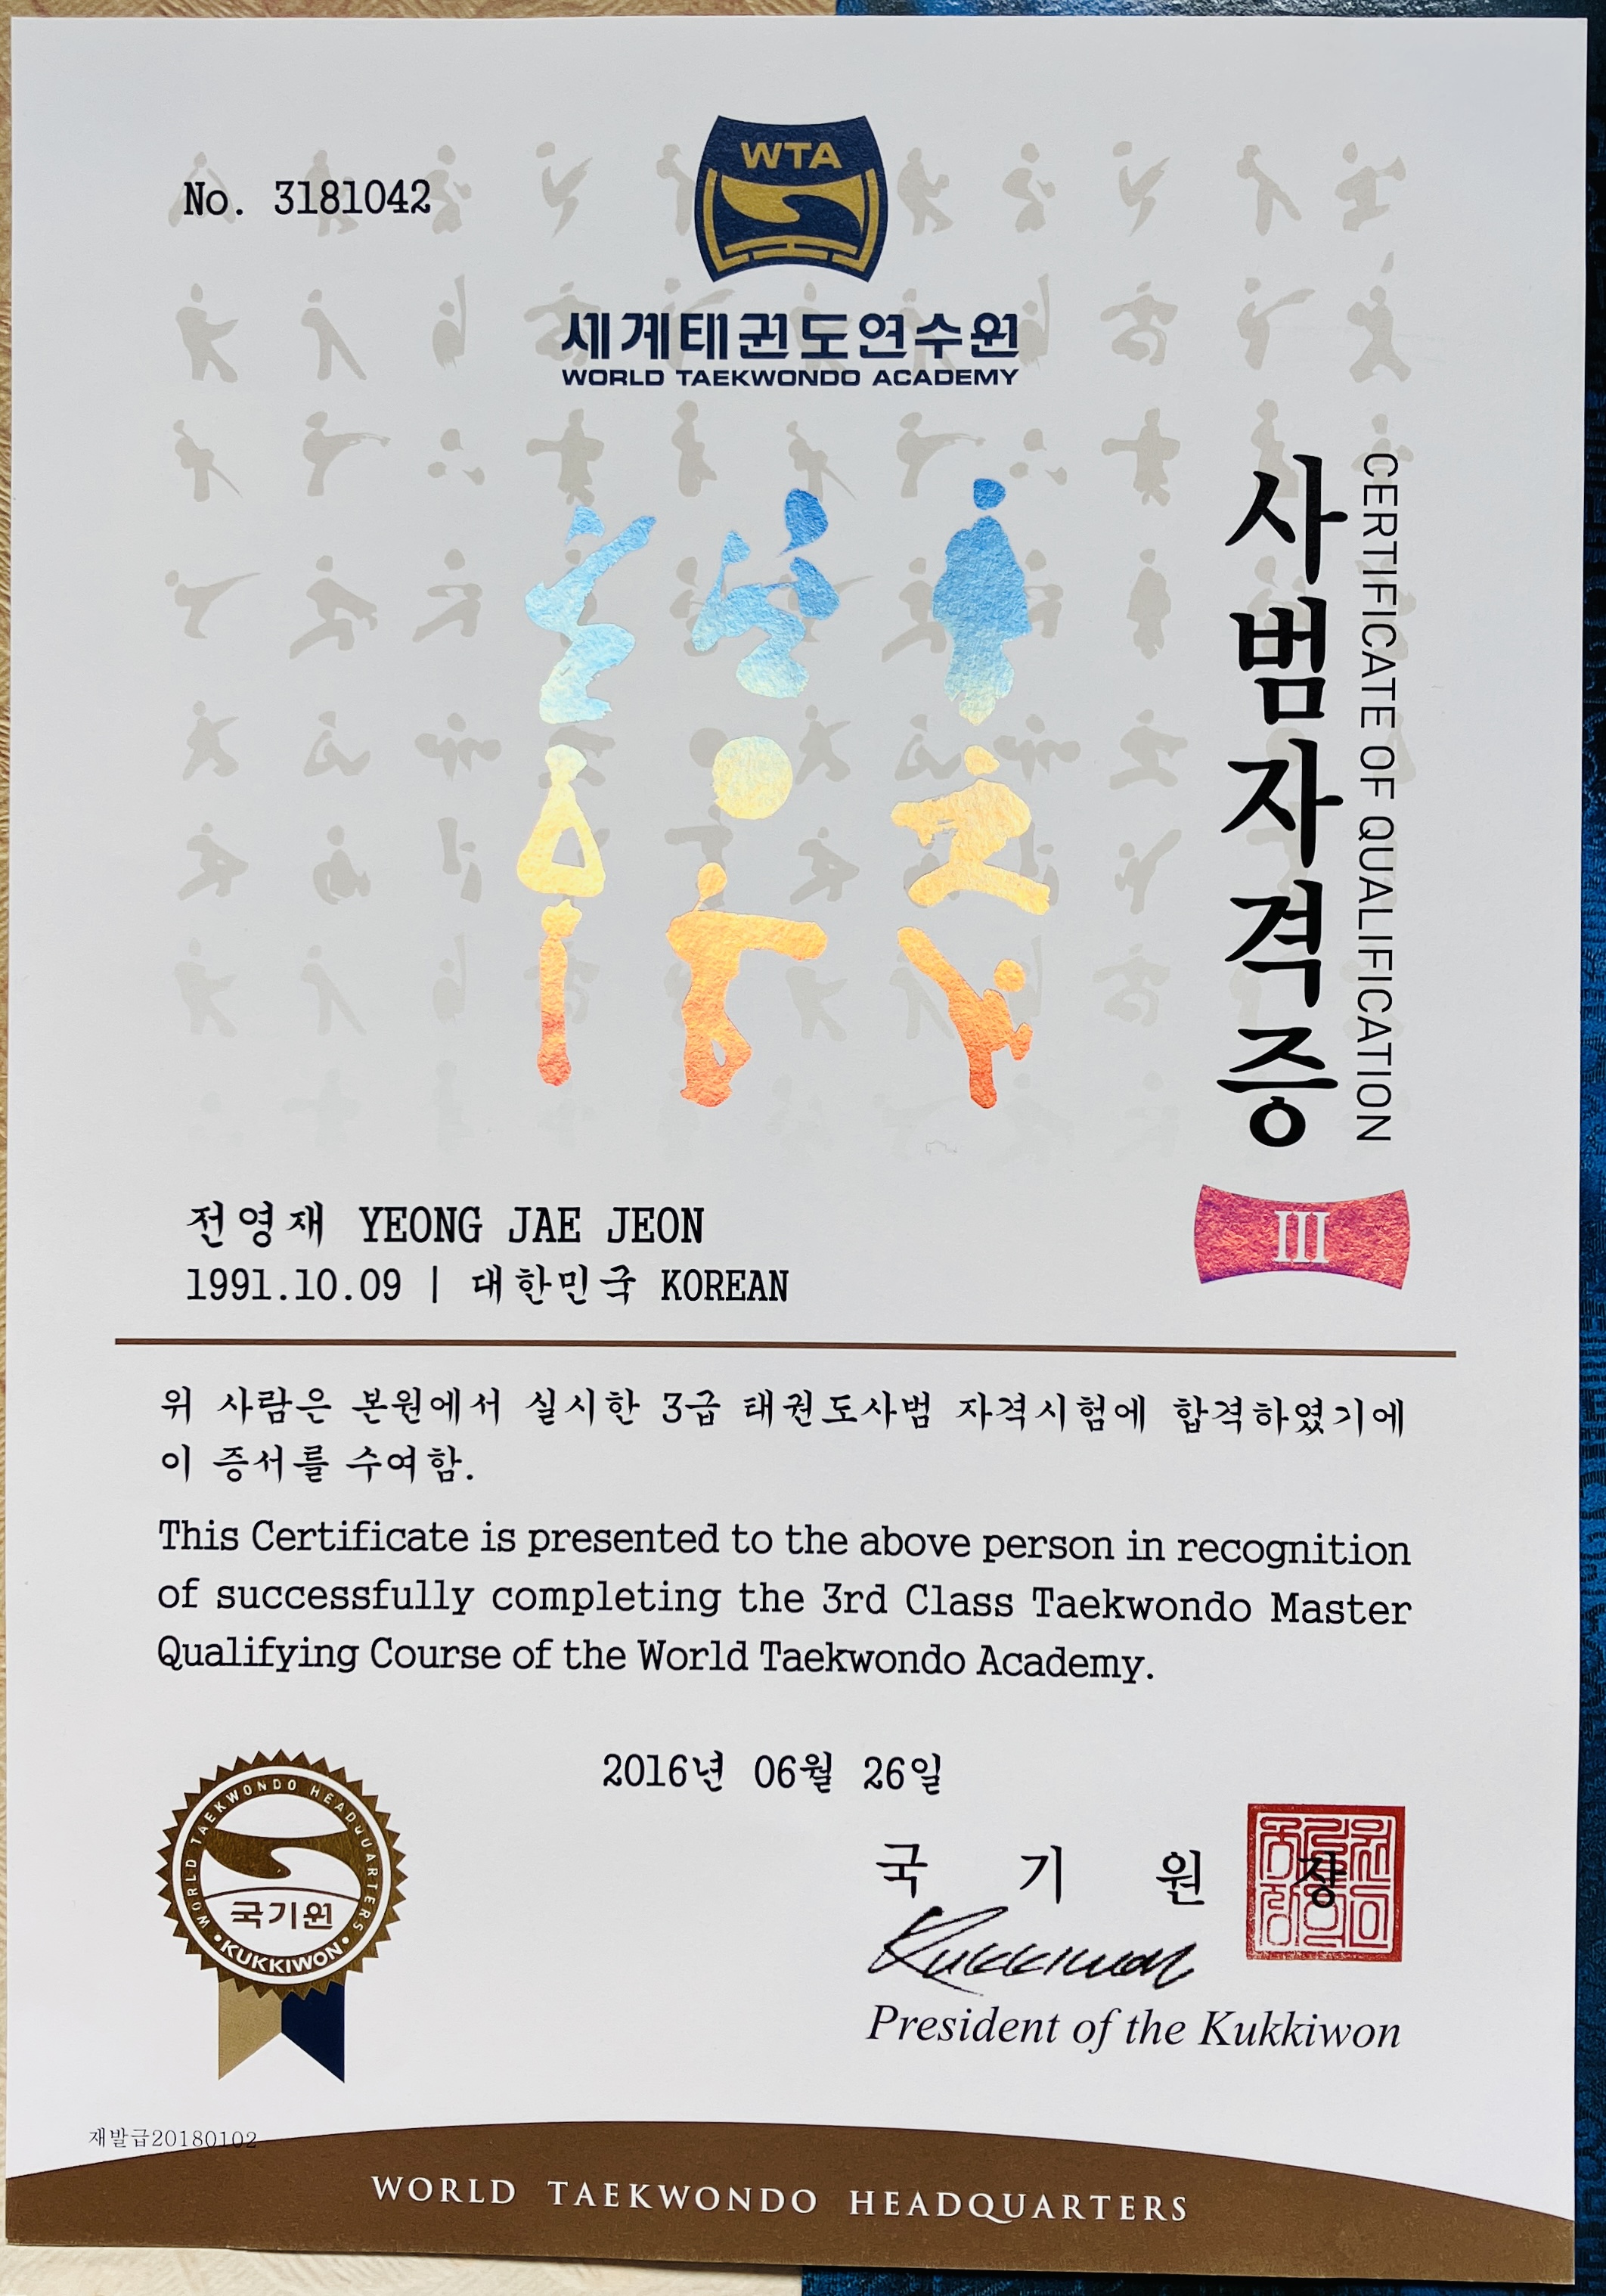 No. 3181042
WTA
세계태권도연수원
WORLD TAEKWONDO ACADEMY
사범자격증
CERTIFICATE OF QUALIFICATION
III
전영재 YEONG JAE JEON
1991.10.09 | 대한민국 KOREAN
위 사람은 본원에서 실시한 3급 태권도사범 자격시험에 합격하였기에
이 증서를 수여함.
This Certificate is presented to the above person in recognition
of successfully completing the 3rd Class Taekwondo Master
Qualifying Course of the World Taekwondo Academy.
2016년 06월 26일
국 기 원 장
Kukkiwon
President of the Kukkiwon
WORLD TAEKWONDO HEADQUARTERS
국기원
• KUKKIWON •
재발급20180102
WORLD TAEKWONDO HEADQUARTERS